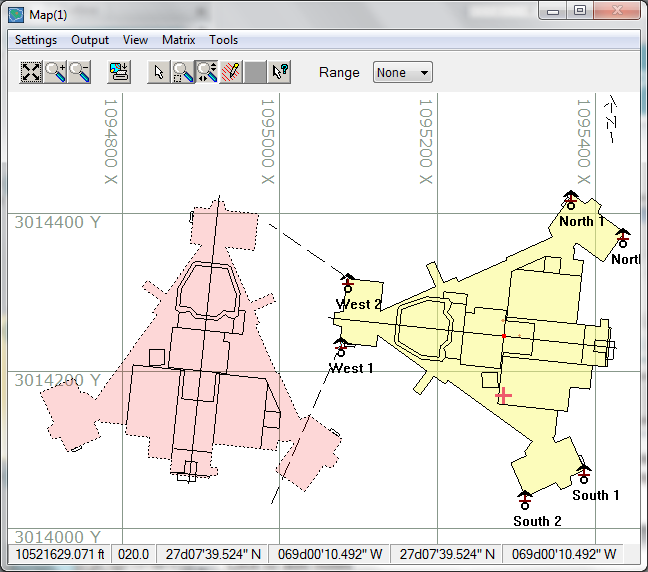 Map(1)
Settings Output View Matrix Tools
Range None
1094800 X
1095000 X
1095200 X
1095400 X
3014400 Y
3014200 Y
3014000 Y
North 1
Nort
West 2
West 1
South 1
South 2
10521629.071 ft 020.0 27d07'39.524" N 069d00'10.492" W 27d07'39.524" N 069d00'10.492" W